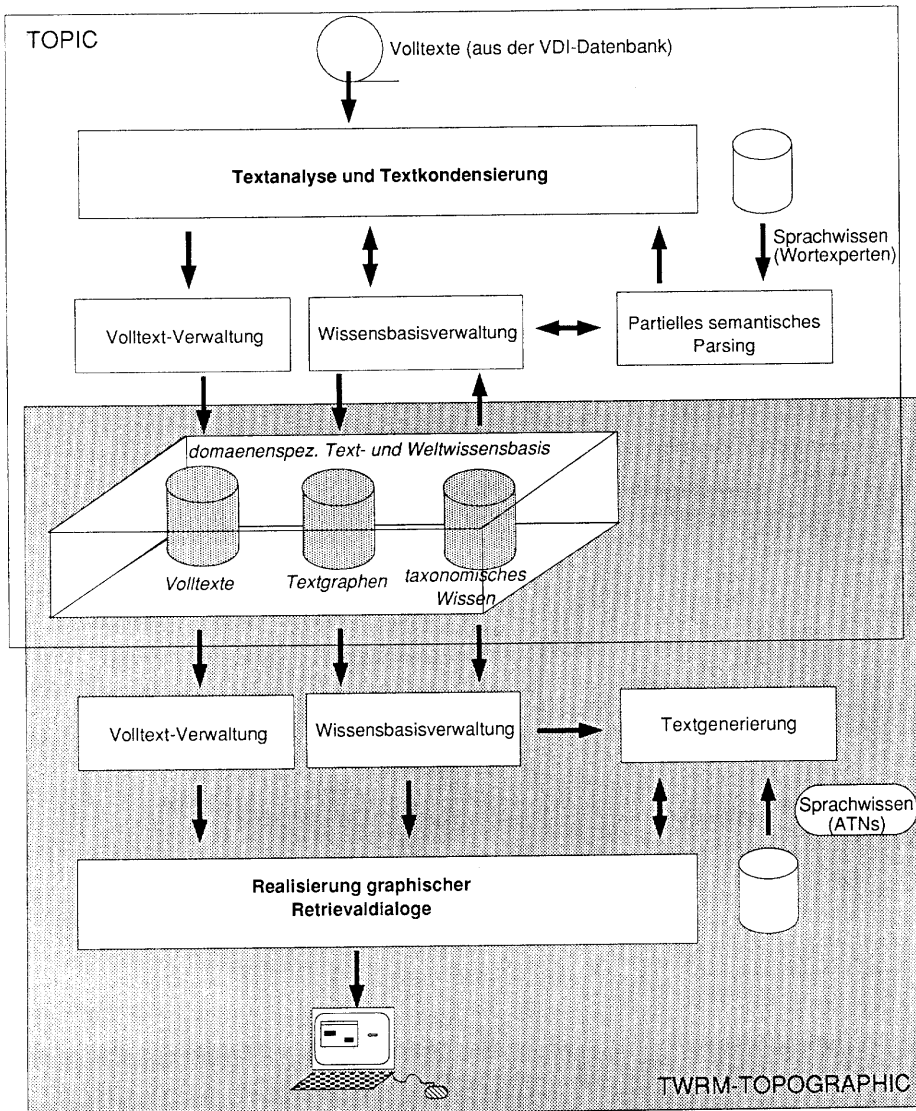 TOPIC
Volltexte (aus der VDI-Datenbank)
Textanalyse und Textkondensierung
Sprachwissen
(Wortexperten)
Volltext-Verwaltung
Wissensbasisverwaltung
Partielles semantisches
Parsing
domaenenspez. Text- und Weltwissensbasis
Volltexte
Textgraphen
taxonomisches
Wissen
Volltext-Verwaltung
Wissensbasisverwaltung
Textgenerierung
Sprachwissen
(ATNs)
Realisierung graphischer
Retrievaldialoge
TWRM-TOPOGRAPHIC